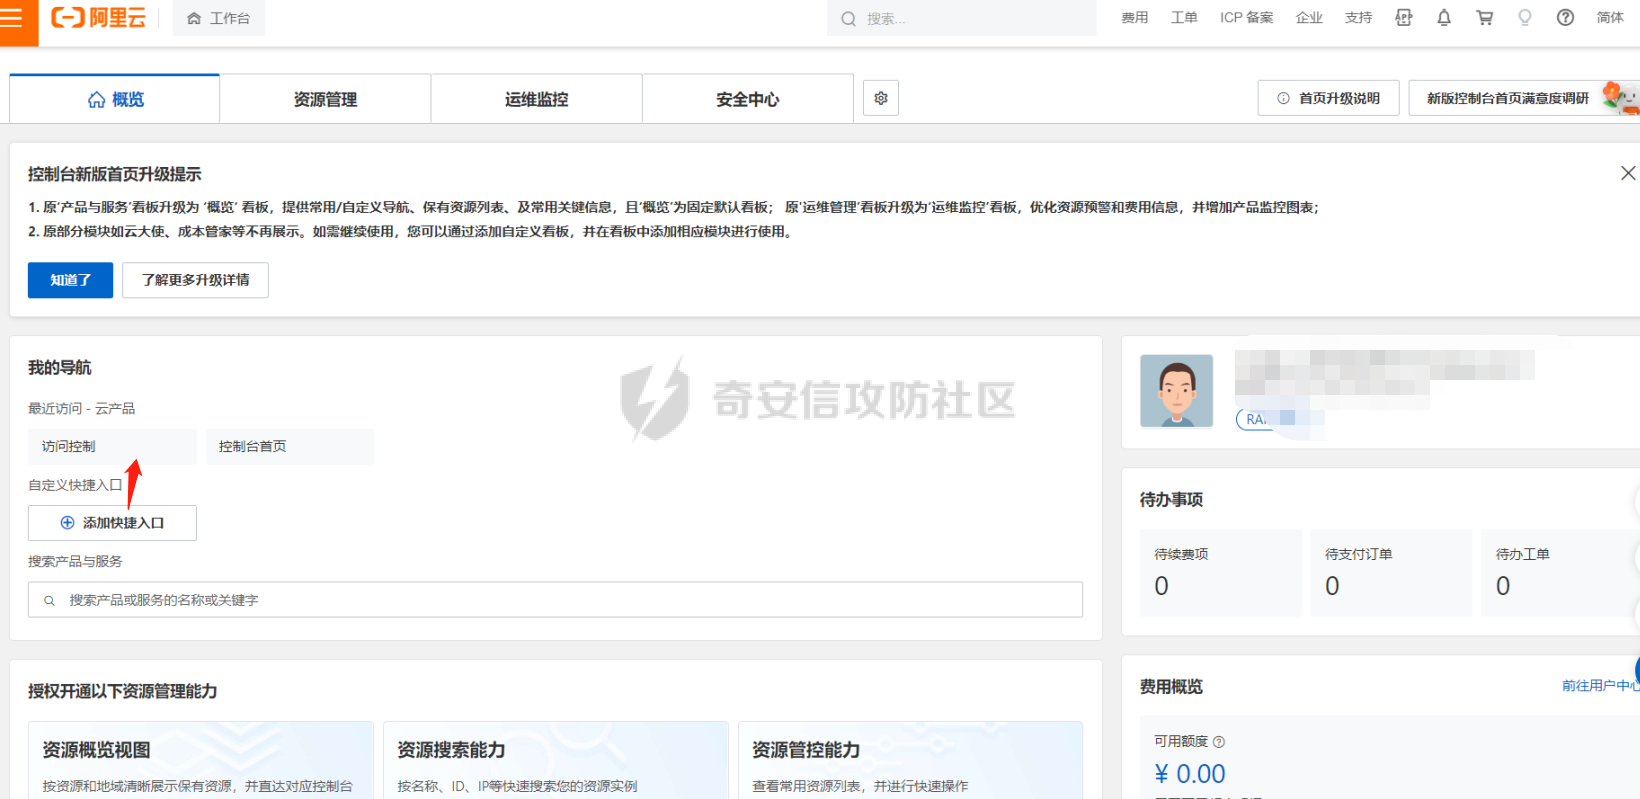 阿里云
工作台
搜索...
费用
工单
ICP 备案
企业
支持
简体
概览
资源管理
运维监控
安全中心
首页升级说明
新版控制台首页满意度调研
控制台新版首页升级提示
1. 原‘产品与服务’看板升级为 ‘概览’ 看板，提供常用/自定义导航、保有资源列表、及常用关键信息，且‘概览’为固定默认看板； 原‘运维管理’看板升级为‘运维监控’看板，优化资源预警和费用信息，并增加产品监控图表；
2. 原部分模块如云大使、成本管家等不再展示。如需继续使用，您可以通过添加自定义看板，并在看板中添加相应模块进行使用。
知道了
了解更多升级详情
我的导航
最近访问 - 云产品
访问控制
控制台首页
自定义快捷入口
添加快捷入口
搜索产品与服务
搜索产品或服务的名称或关键字
奇安信攻防社区
待办事项
待续费项
0
待支付订单
0
待办工单
0
授权开通以下资源管理能力
资源概览视图
按资源和地域清晰展示保有资源，并直达对应控制台
资源搜索能力
按名称、ID、IP等快速搜索您的资源实例
资源管控能力
查看常用资源列表，并进行快速操作
费用概览
前往用户中心
可用额度
¥ 0.00